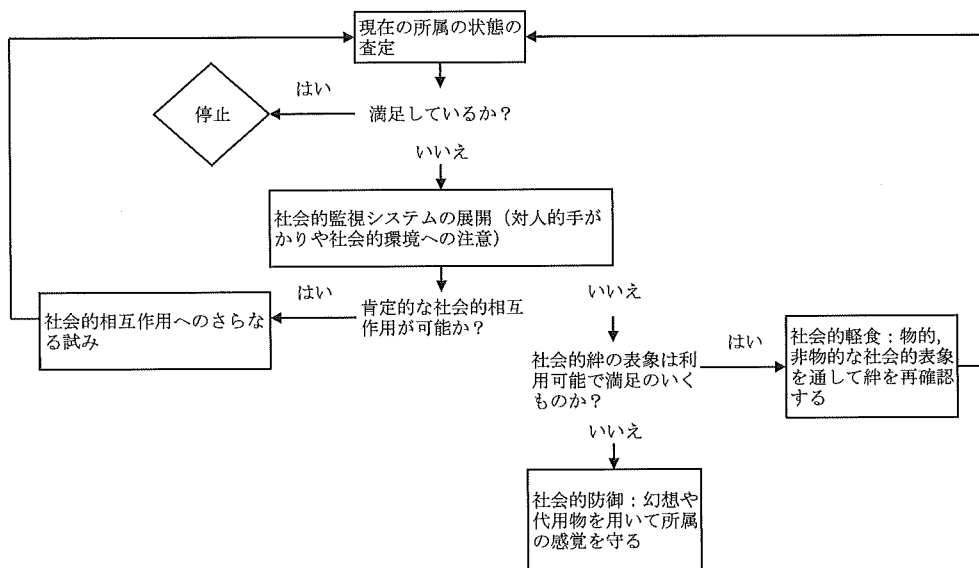 現在の所属の状態の
査定
はい
停止
満足しているか？
いいえ
社会的監視システムの展開（対人的手が
かりや社会的環境への注意）
はい
社会的相互作用へのさらな
る試み
肯定的な社会的相互
作用が可能か？
いいえ
社会的絆の表象は利
用可能で満足のいく
ものか？
はい
社会的軽食：物的，
非物的な社会的表象
を通して絆を再確認
する
いいえ
社会的防御：幻想や
代用物を用いて所属
の感覚を守る